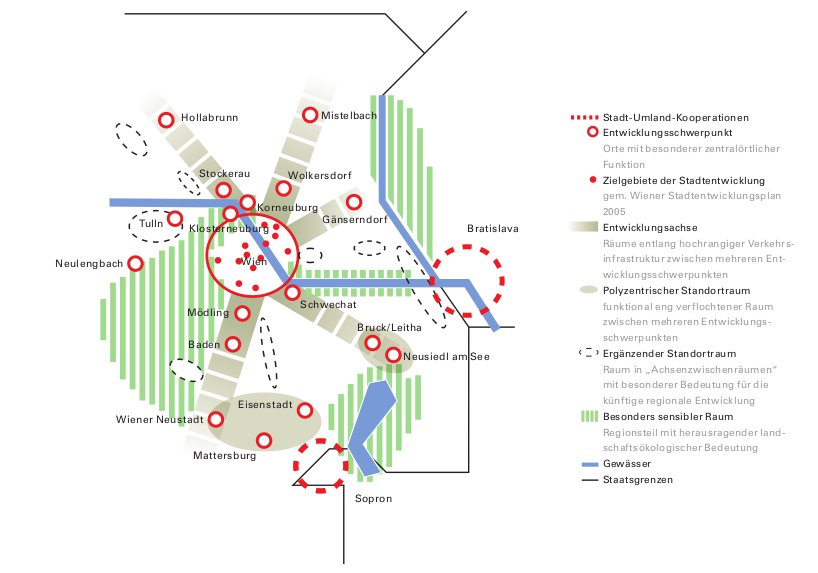 Hollabrunn
Mistelbach
Stockerau
Wolkersdorf
Korneuburg
Gänserndorf
Tulln
Klosterneuburg
Bratislava
Neulengbach
Wien
Schwechat
Mödling
Bruck/Leitha
Baden
Neusiedl am See
Eisenstadt
Wiener Neustadt
Mattersburg
Sopron
Stadt-Umland-Kooperationen
Entwicklungsschwerpunkt
Orte mit besonderer zentralörtlicher
Funktion
Zielgebiete der Stadtentwicklung
gem. Wiener Stadtentwicklungsplan
2005
Entwicklungsachse
Räume entlang hochrangiger Verkehrs-
infrastruktur zwischen mehreren Ent-
wicklungsschwerpunkten
Polyzentrischer Standortraum
funktional eng verflochtener Raum
zwischen mehreren Entwicklungs-
schwerpunkten
Ergänzender Standortraum
Raum in „Achsenzwischenräumen“
mit besonderer Bedeutung für die
künftige regionale Entwicklung
Besonders sensibler Raum
Regionsteil mit herausragender land-
schaftsökologischer Bedeutung
Gewässer
Staatsgrenzen